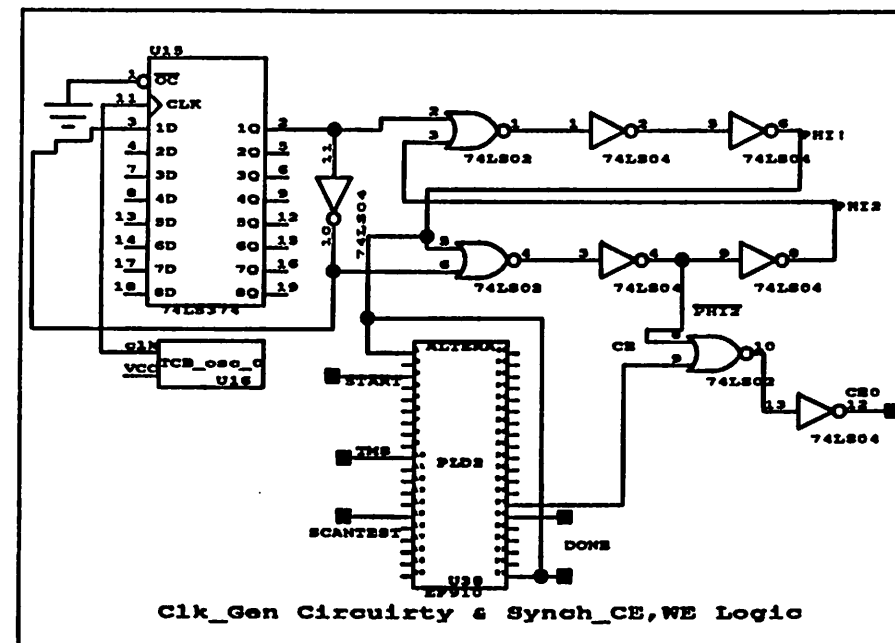 U15
1 OC
11 CLK
3 1D 1Q 2
4 2D 2Q 5
7 3D 3Q 6
8 4D 4Q 9
13 5D 5Q 12
14 6D 6Q 15
17 7D 7Q 16
18 8D 8Q 19
74LS374
11
10
74LS04
2
3
1
74LS02
1
2
74LS04
5
6
74LS04
PHI1
PHI2
5
6
4
74LS02
3
4
74LS04
9
8
74LS04
PHI2
CE
8
9
10
74LS02
13
12
CE0
74LS04
clk
VCC
TCB_osc_c
U16
ALTERA
START
TMS
PLD2
SCANTEST
DONE
EP910
Clk_Gen Circuirty & Synch_CE,WE Logic